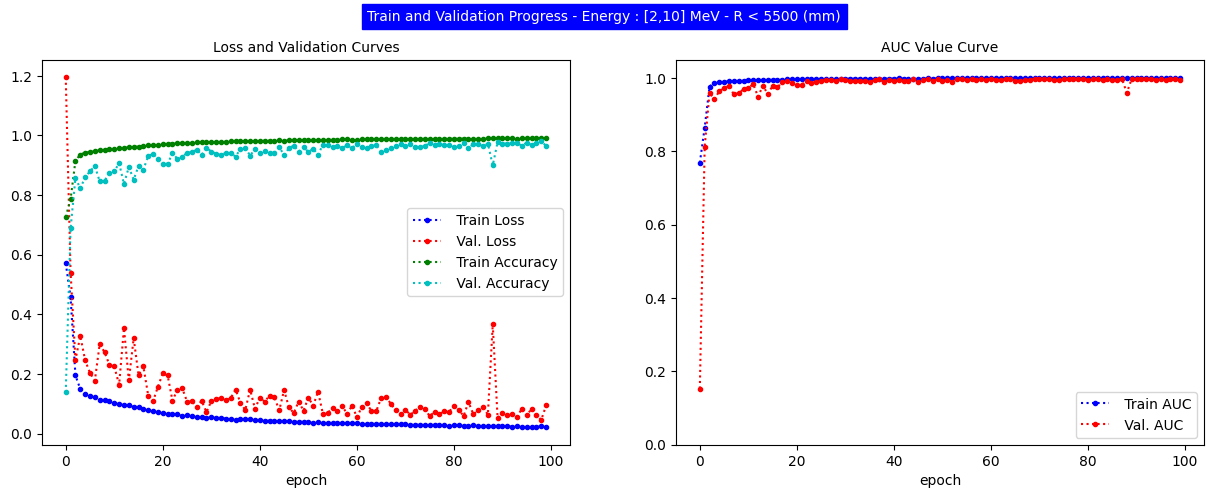 Train and Validation Progress - Energy : [2,10] MeV - R < 5500 (mm)
Loss and Validation Curves
1.2
1.0
0.8
0.6
0.4
0.2
0.0
0 20 40 60 80 100
epoch
Train Loss
Val. Loss
Train Accuracy
Val. Accuracy
AUC Value Curve
1.0
0.8
0.6
0.4
0.2
0.0
0 20 40 60 80 100
epoch
Train AUC
Val. AUC